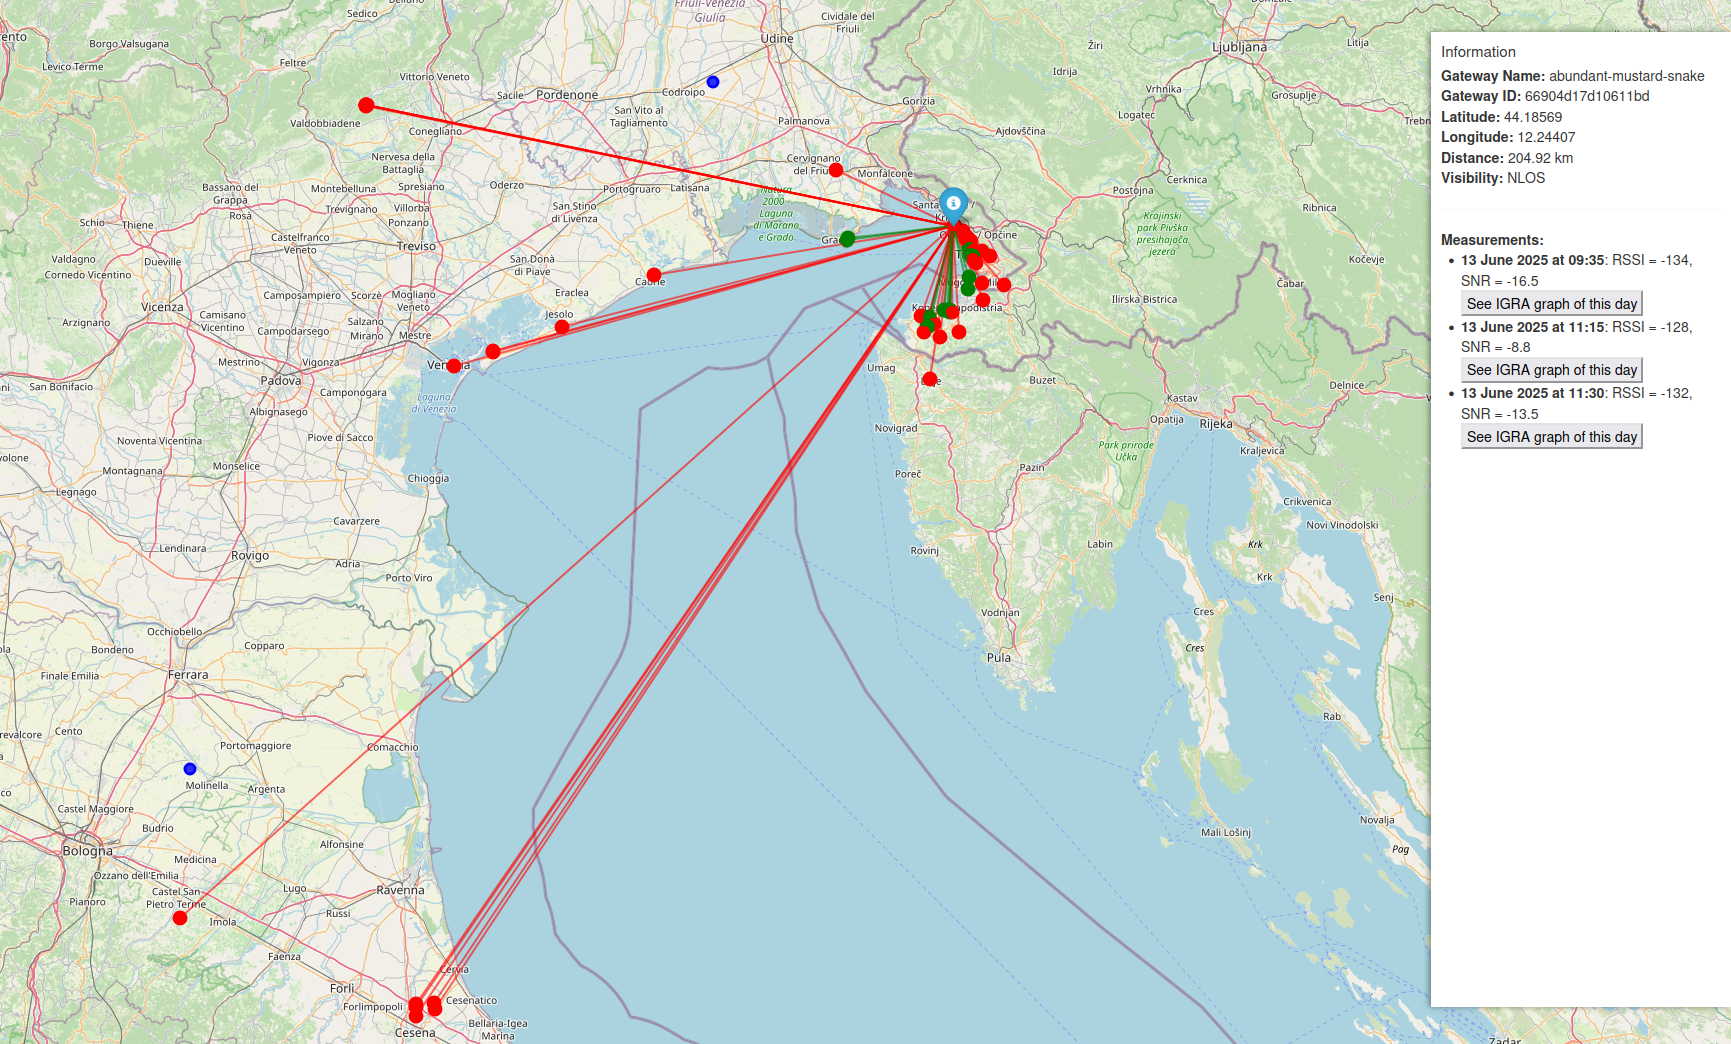 Information
Gateway Name: abundant-mustard-snake
Gateway ID: 66904d17d10611bd
Latitude: 44.18569
Longitude: 12.24407
Distance: 204.92 km
Visibility: NLOS
Measurements:
• 13 June 2025 at 09:35: RSSI = -134,
SNR = -16.5
See IGRA graph of this day
• 13 June 2025 at 11:15: RSSI = -128,
SNR = -8.8
See IGRA graph of this day
• 13 June 2025 at 11:30: RSSI = -132,
SNR = -13.5
See IGRA graph of this day
Friuli-Venezia
Giulia
Sedico
Cividale del
Friuli
Borgo Valsugana
Udine
Žiri
Ljubljana
Litija
Levico Terme
Feltre
Vittorio Veneto
Idrija
Sacile
Pordenone
Codroipo
Vrhnika
Grosuplje
Gorizia
San Vito al
Tagliamento
Palmanova
Logatec
Valdobbiadene
Conegliano
Ajdovščina
Nervesa della
Battaglia
Cervignano
del Friu
Monfalcone
Postojna
Cerknica
Bassano del
Grappa
Montebelluna
Spresiano
Oderzo
Portogruaro
Latisana
Natura
2000-
Laguna
di Marano
e Grado
Ribnica
Schio
Thiene
Rosà
Trevignano
Villorba
Ponzano
San Stino
di Livenza
Krajinski
park Pivška
presihajoča
jezera
Castelfranco
Veneto
Treviso
Opčine
Valdagno
Dueville
San Donà
di Piave
Kočevje
Cornedo Vicentino
Camposampiero
Scorzè
Mogliano
Veneto
Eraclea
Caorle
Ilirska Bistrica
Čabar
Vicenza
Camisano
Vicentino
Campodarsego
Salzano
Mirano
Mestre
Jesolo
Arzignano
Mestrino
Vigonza
Umag
Buzet
Delnice
San Bonifacio
Padova
Camponogara
Laguna
di Venezia
Kastav
Albignasego
Opatija
Rijeka
Noventa Vicentina
Piove di Sacco
Novigrad
Park prirode
Učka
Kraljevica
Montagnana
Monselice
Chioggia
Poreč
Pazin
Legnago
Crikvenica
Cavarzere
Novi Vinodolski
Lendinara
Rovigo
Adria
Rovinj
Labin
Krk
Porto Viro
Krk
Senj
Occhiobello
Vodnjan
Cres
Bondeno
Copparo
Pula
Cres
Finale Emilia
Ferrara
Rab
Cento
Portomaggiore
Comacchio
Molinella
Argenta
Castel Maggiore
Novalja
Budrio
Alfonsine
Mali Lošinj
Bologna
Medicina
Pag
Ozzano dell'Emilia
Castel San
Pietro Terme
Lugo
Ravenna
Pianoro
Imola
Russi
Faenza
Cervia
Forlì
Forlimpopoli
Cesenatico
Cesena
Bellaria-Igea
Marina
Zadar